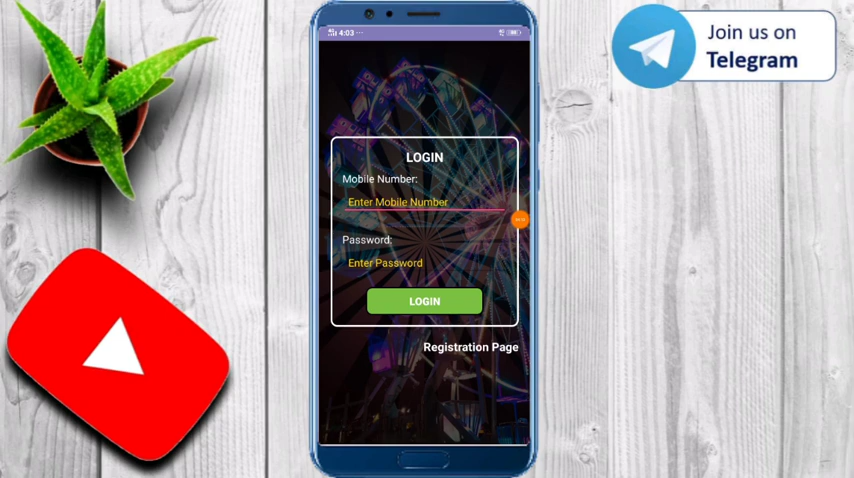 4:03 ...
LOGIN
Mobile Number:
Enter Mobile Number
Password:
Enter Password
LOGIN
Registration Page
Join us on
Telegram